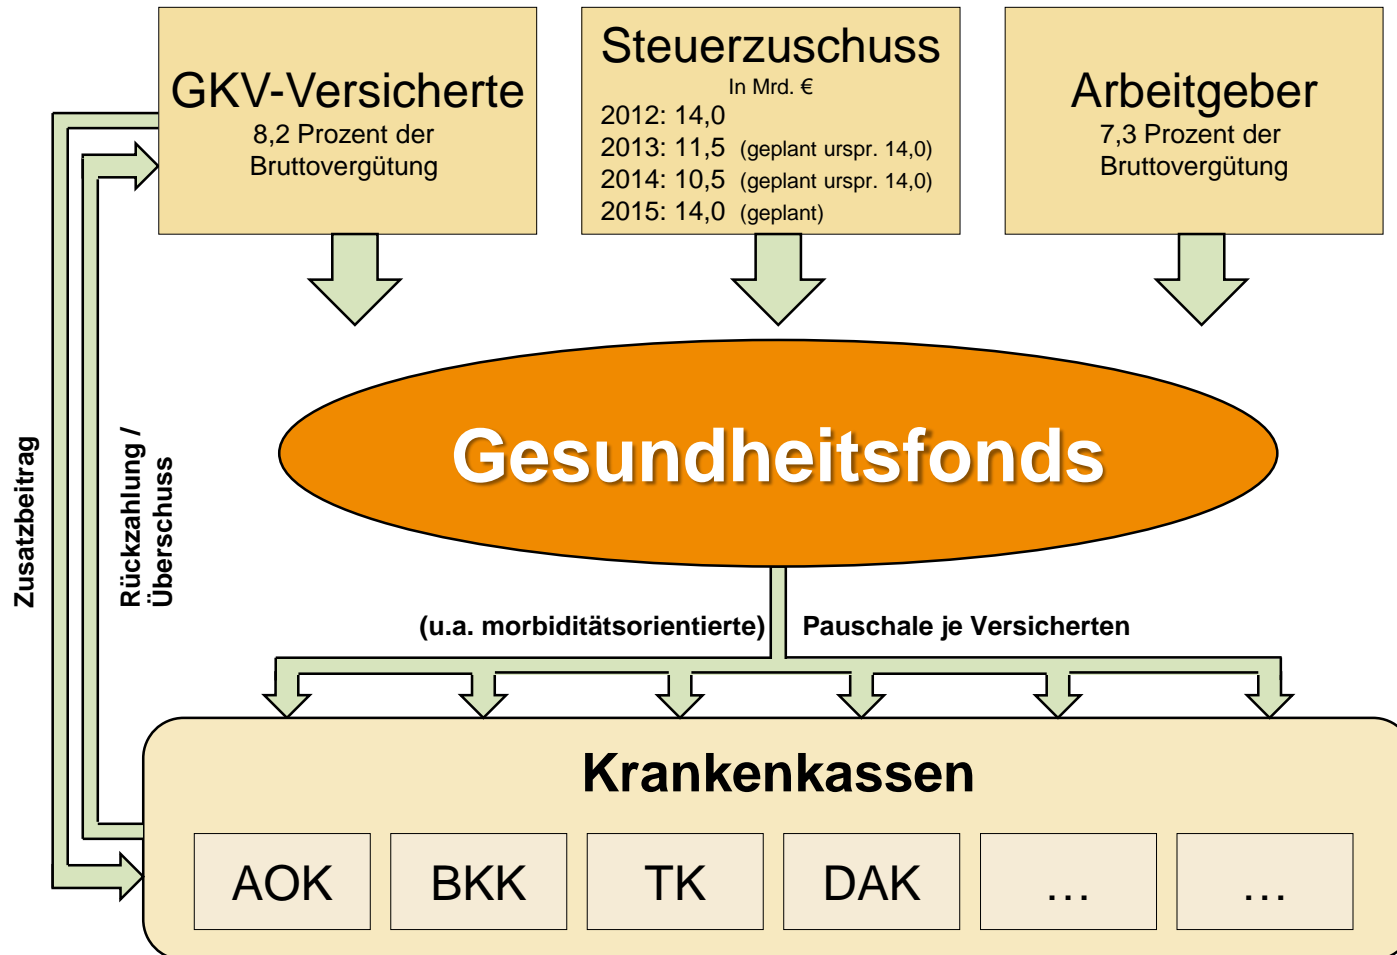 GKV-Versicherte
8,2 Prozent der
Bruttovergütung
Steuerzuschuss
In Mrd. €
2012: 14,0
2013: 11,5 (geplant urspr. 14,0)
2014: 10,5 (geplant urspr. 14,0)
2015: 14,0 (geplant)
Arbeitgeber
7,3 Prozent der
Bruttovergütung
Zusatzbeitrag
Rückzahlung /
Überschuss
Gesundheitsfonds
(u.a. morbiditätsorientierte) Pauschale je Versicherten
Krankenkassen
AOK
BKK
TK
DAK
…
…